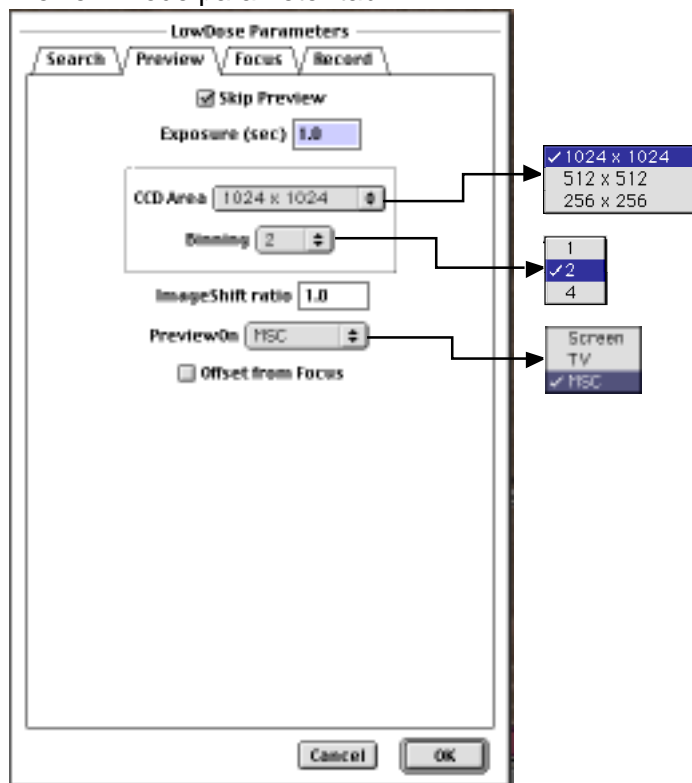 LowDose Parameters
Search Preview Focus Record
Skip Preview
Exposure (sec) 1.0
CCD Area 1024 x 1024
Binning 2
ImageShift ratio 1.0
PreviewOn MSC
Offset from Focus
Cancel OK
1024 x 1024
512 x 512
256 x 256
1
2
4
Screen
TV
MSC